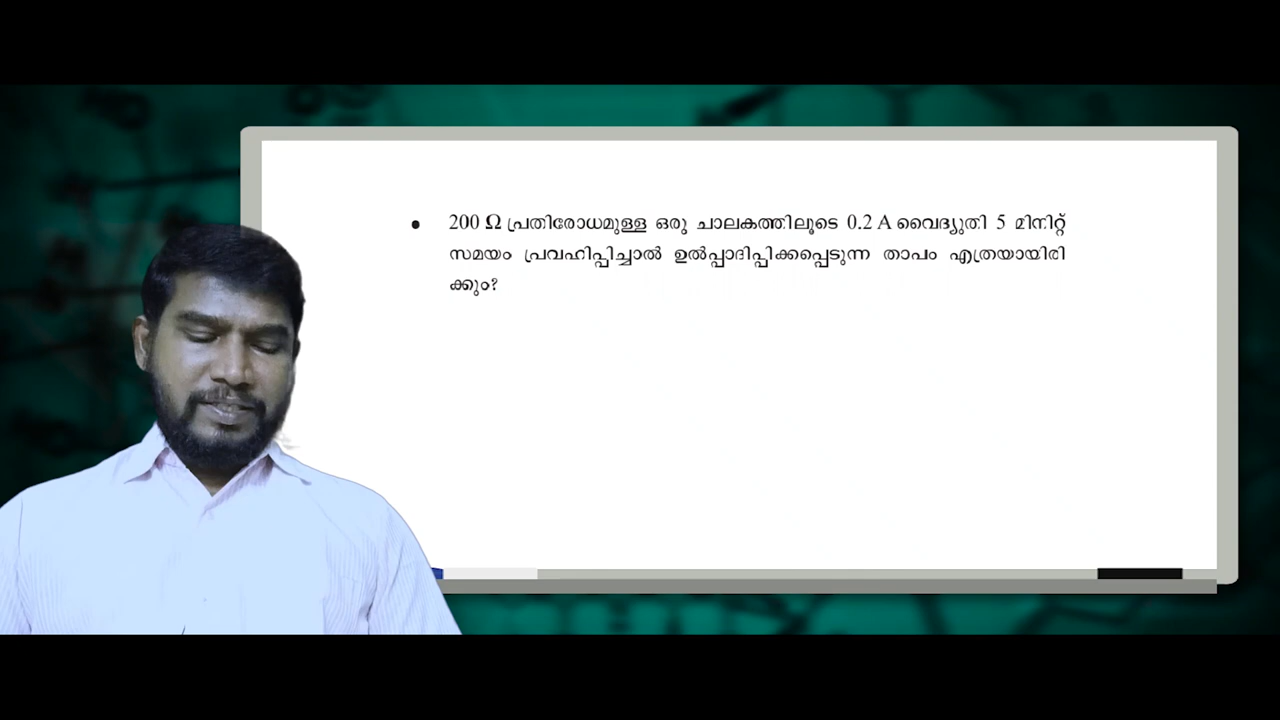 • 200 Ω പ്രതിരോധമുള്ള ഒരു ചാലകത്തിലൂടെ 0.2 A വൈദ്യുതി 5 മിനിറ്റ്
സമയം പ്രവഹിപ്പിച്ചാൽ ഉൽപ്പാദിപ്പിക്കപ്പെടുന്ന താപം എത്രയായിരി
ക്കും?